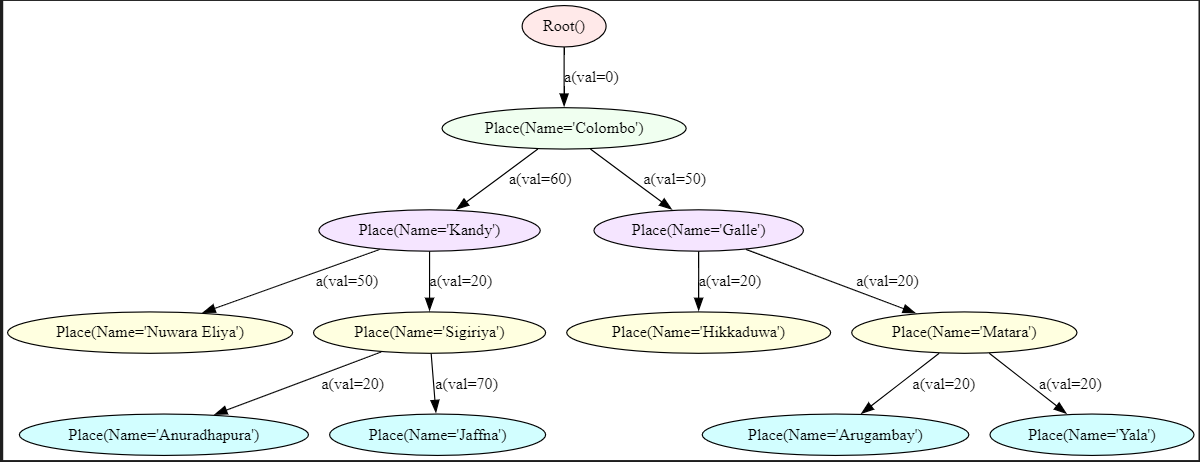 Root()
a(val=0)
Place(Name='Colombo')
a(val=60)
a(val=50)
Place(Name='Kandy')
Place(Name='Galle')
a(val=50)
a(val=20)
a(val=20)
a(val=20)
Place(Name='Nuwara Eliya')
Place(Name='Sigiriya')
Place(Name='Hikkaduwa')
Place(Name='Matara')
a(val=20)
a(val=70)
a(val=20)
a(val=20)
Place(Name='Anuradhapura')
Place(Name='Jaffna')
Place(Name='Arugambay')
Place(Name='Yala')